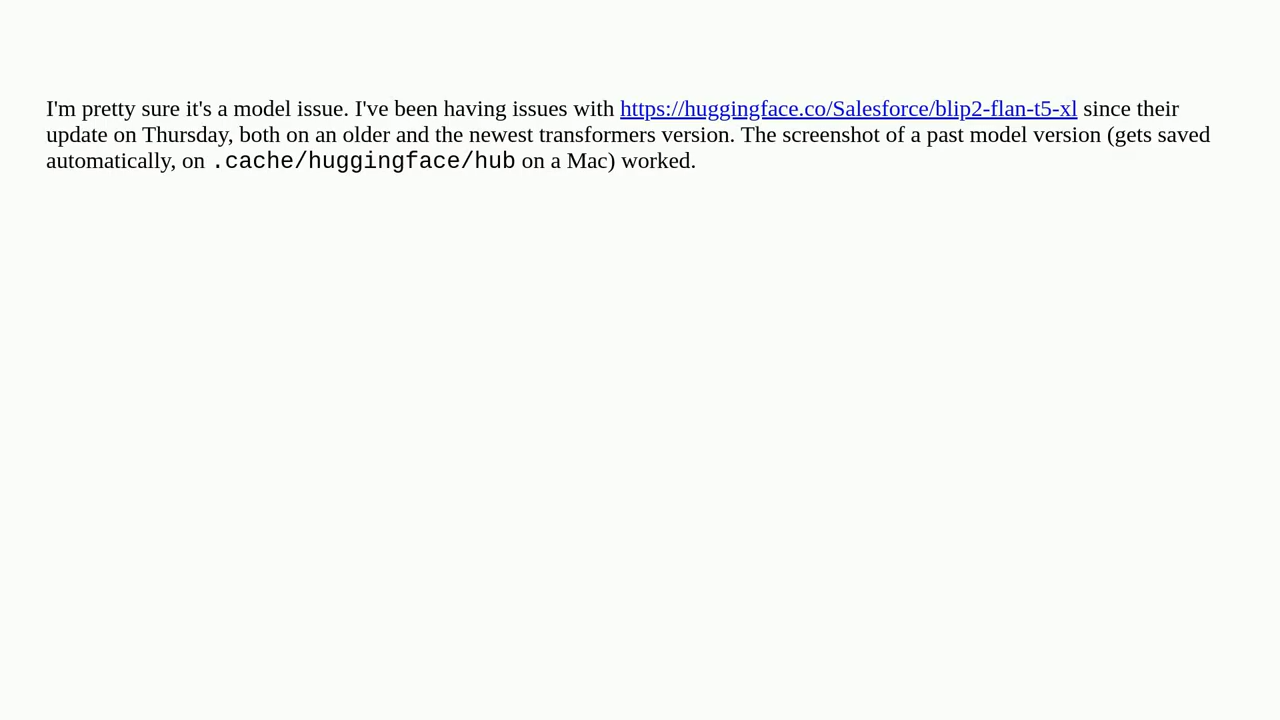 I'm pretty sure it's a model issue. I've been having issues with https://huggingface.co/Salesforce/blip2-flan-t5-xl since their
update on Thursday, both on an older and the newest transformers version. The screenshot of a past model version (gets saved
automatically, on .cache/huggingface/hub on a Mac) worked.